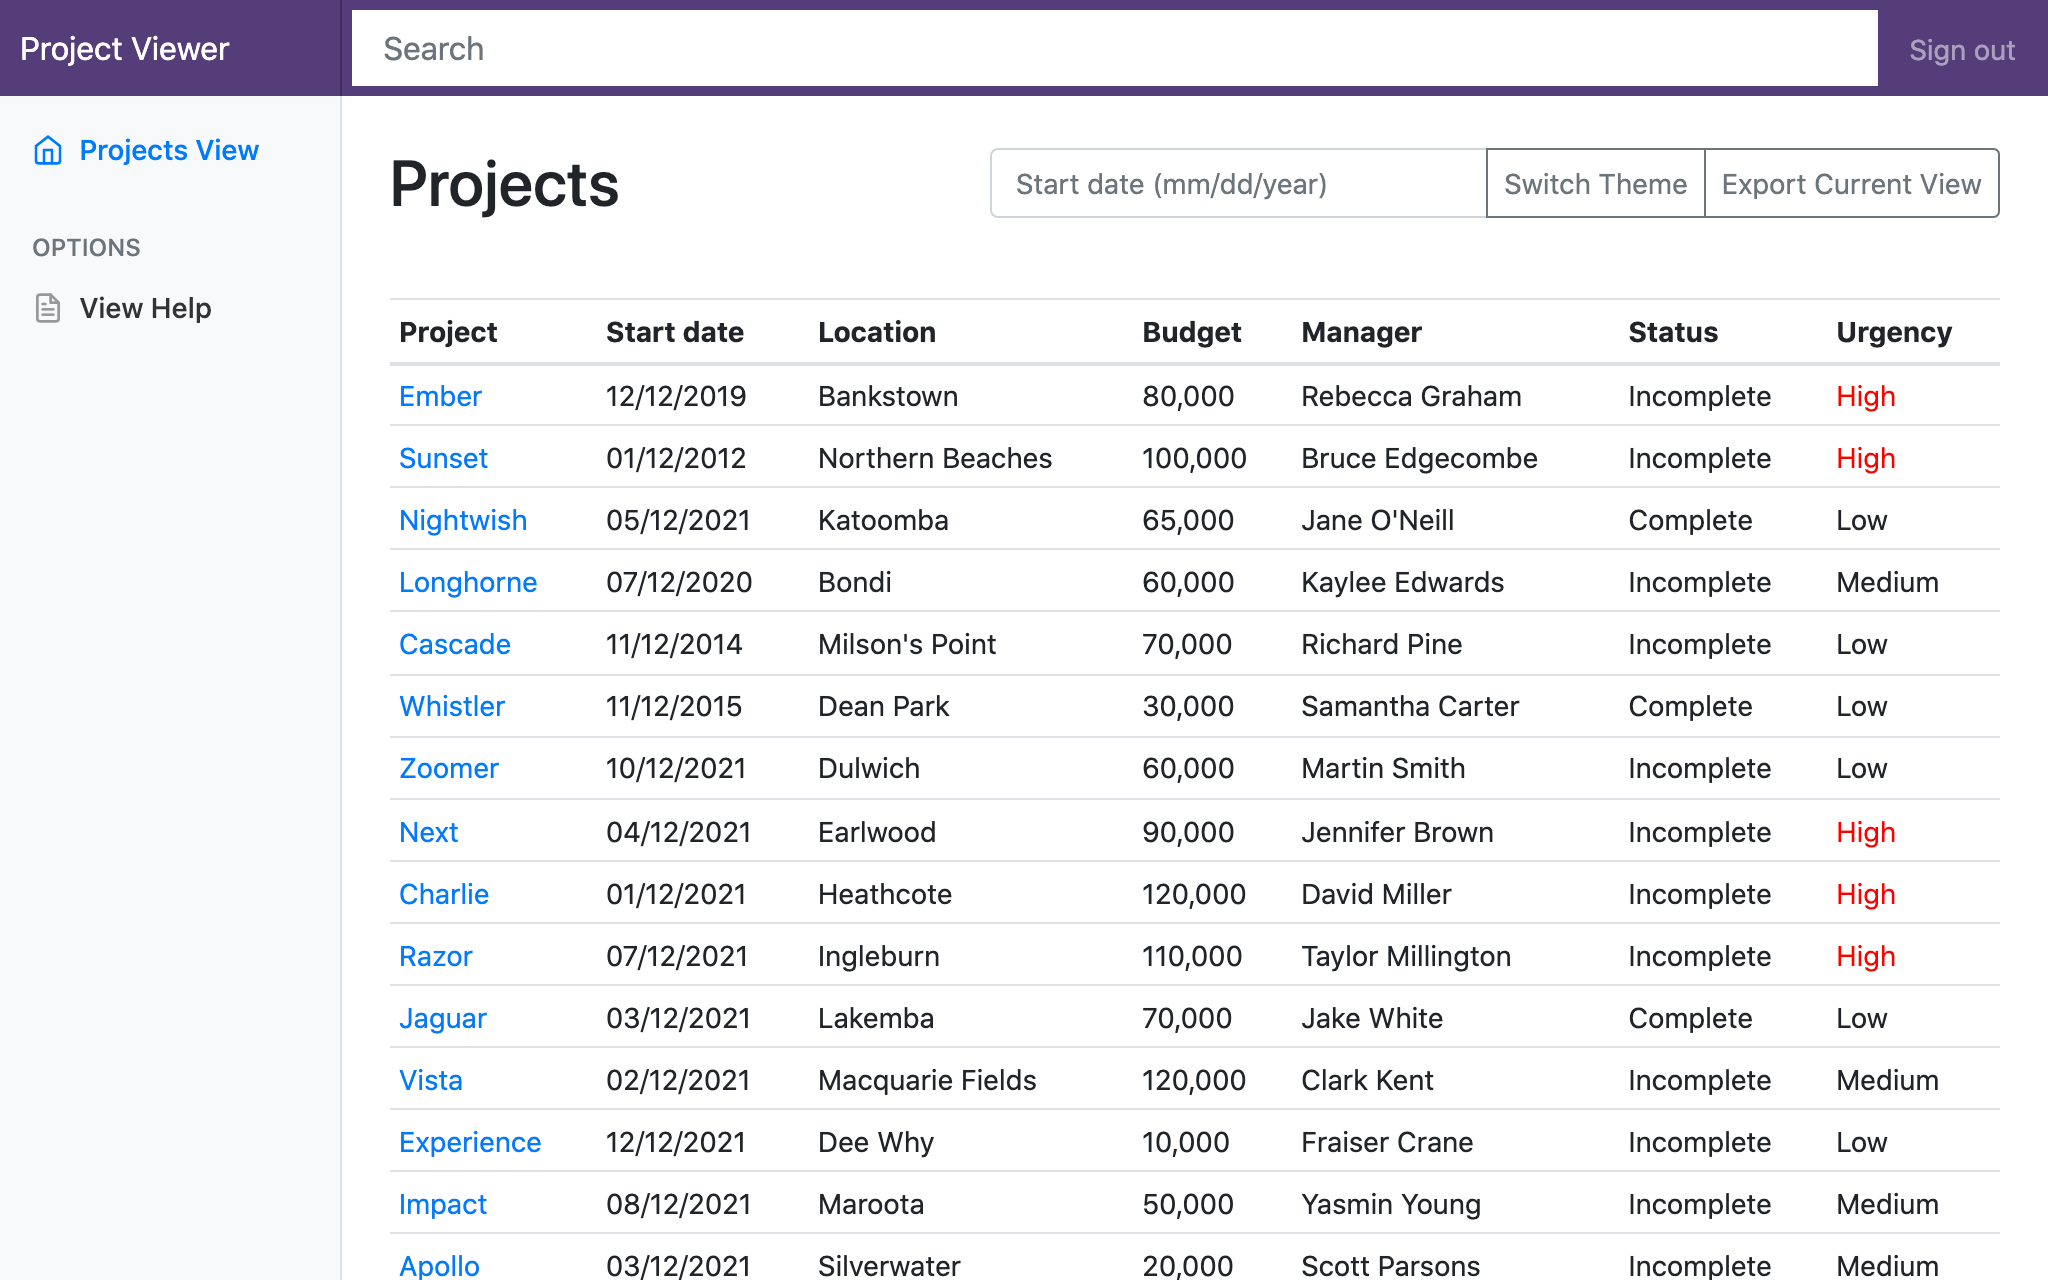 Project Viewer Search Sign out
Projects View
OPTIONS
View Help
Projects Start date (mm/dd/year) Switch Theme Export Current View
Project Start date Location Budget Manager Status Urgency
Ember 12/12/2019 Bankstown 80,000 Rebecca Graham Incomplete High
Sunset 01/12/2012 Northern Beaches 100,000 Bruce Edgecombe Incomplete High
Nightwish 05/12/2021 Katoomba 65,000 Jane O'Neill Complete Low
Longhorne 07/12/2020 Bondi 60,000 Kaylee Edwards Incomplete Medium
Cascade 11/12/2014 Milson's Point 70,000 Richard Pine Incomplete Low
Whistler 11/12/2015 Dean Park 30,000 Samantha Carter Complete Low
Zoomer 10/12/2021 Dulwich 60,000 Martin Smith Incomplete Low
Next 04/12/2021 Earlwood 90,000 Jennifer Brown Incomplete High
Charlie 01/12/2021 Heathcote 120,000 David Miller Incomplete High
Razor 07/12/2021 Ingleburn 110,000 Taylor Millington Incomplete High
Jaguar 03/12/2021 Lakemba 70,000 Jake White Complete Low
Vista 02/12/2021 Macquarie Fields 120,000 Clark Kent Incomplete Medium
Experience 12/12/2021 Dee Why 10,000 Fraiser Crane Incomplete Low
Impact 08/12/2021 Maroota 50,000 Yasmin Young Incomplete Medium
Apollo 03/12/2021 Silverwater 20,000 Scott Parsons Incomplete Medium